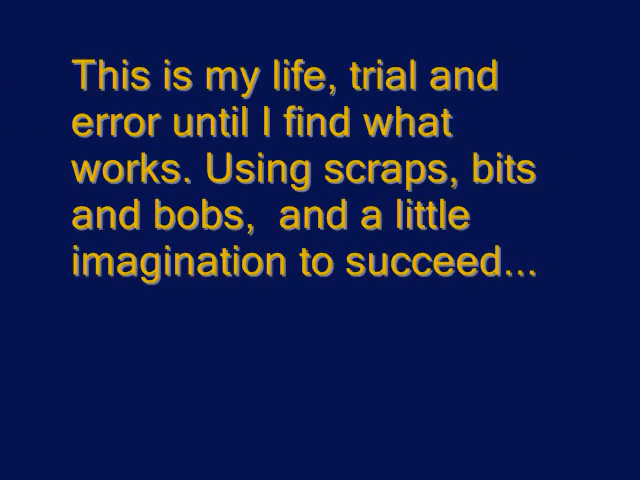 This is my life, trial and
error until I find what
works. Using scraps, bits
and bobs,  and a little
imagination to succeed...